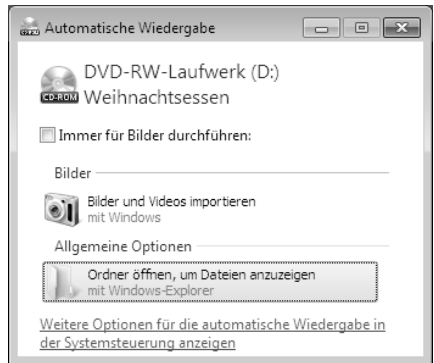 Automatische Wiedergabe
DVD-RW-Laufwerk (D:)
CD-ROM
Weihnachtsessen
Immer für Bilder durchführen:
Bilder
Bilder und Videos importieren
mit Windows
Allgemeine Optionen
Ordner öffnen, um Dateien anzuzeigen
mit Windows-Explorer
Weitere Optionen für die automatische Wiedergabe in
der Systemsteuerung anzeigen